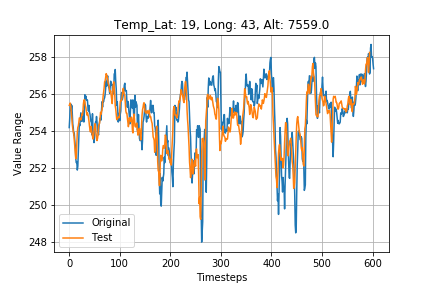 Temp_Lat: 19, Long: 43, Alt: 7559.0
Value Range
258
256
254
252
250
248
Original
Test
0 100 200 300 400 500 600
Timesteps